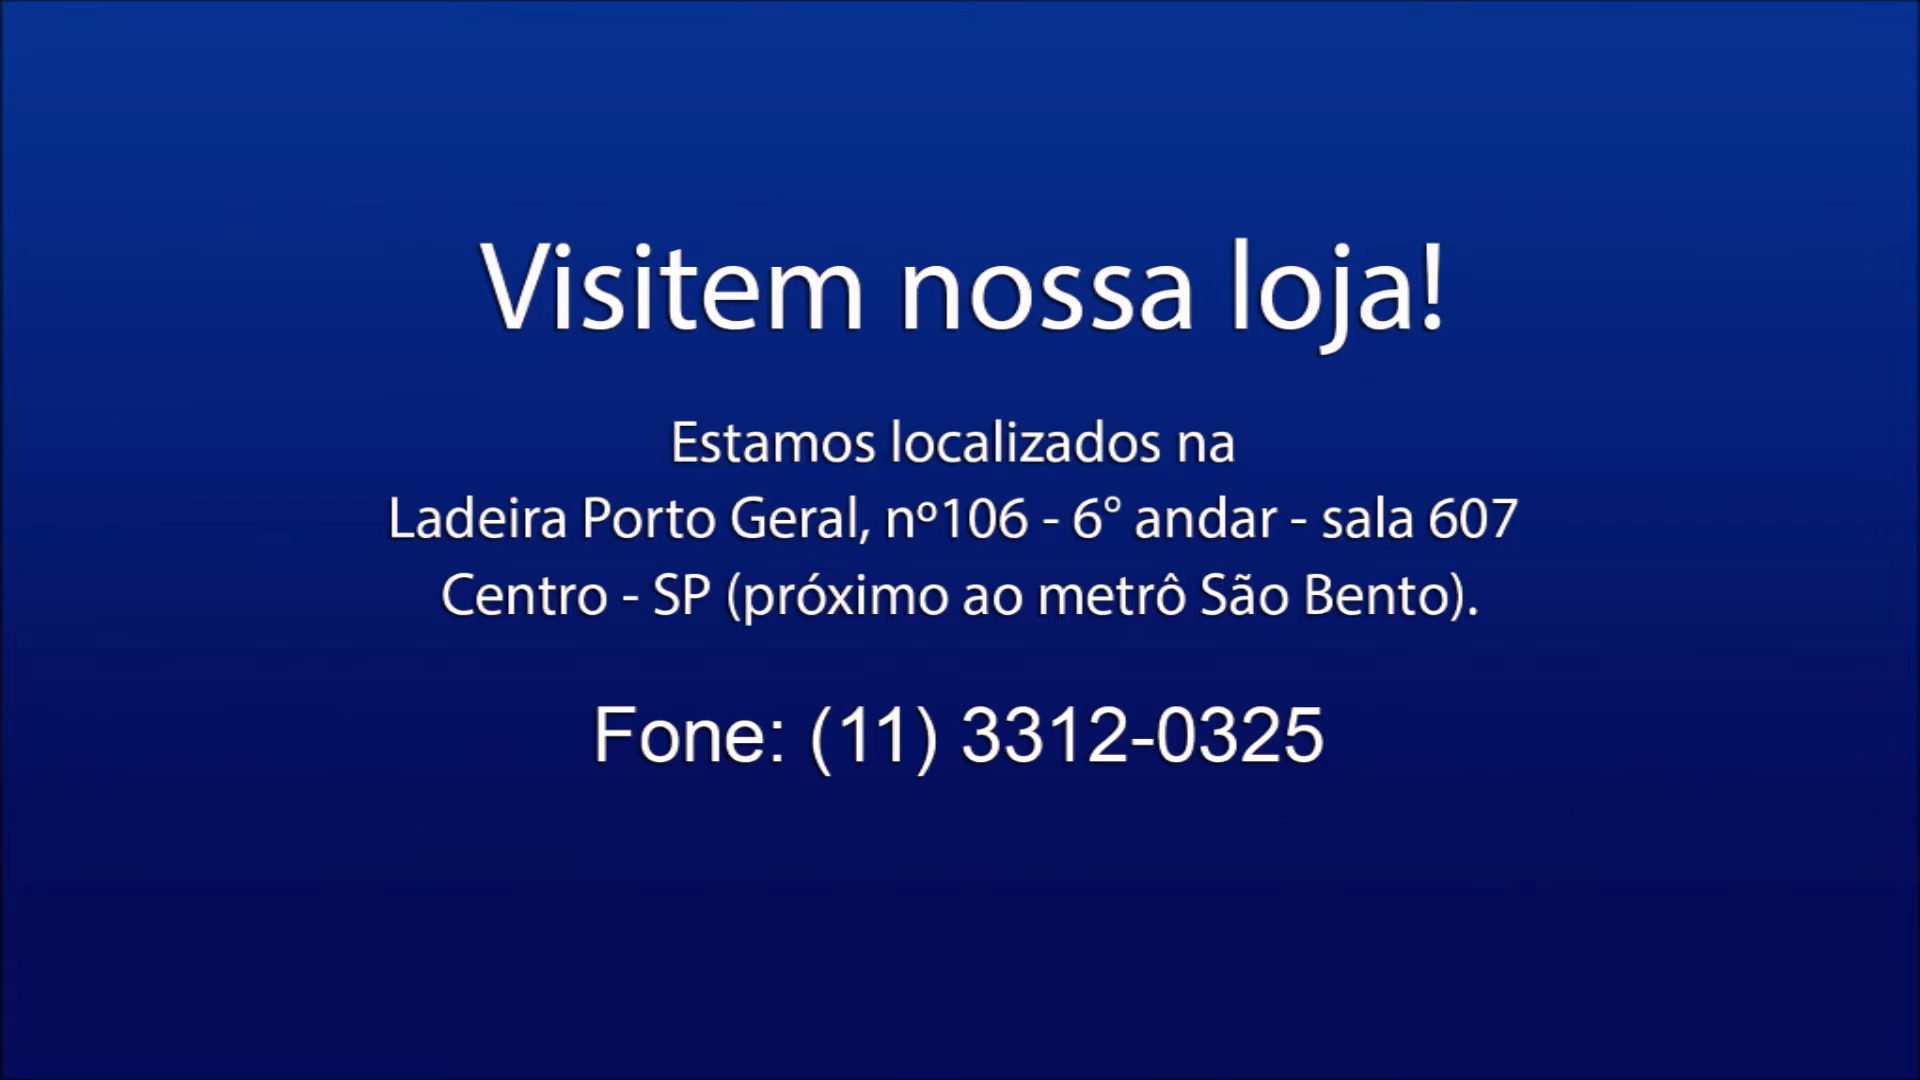 Visitem nossa loja!
Estamos localizados na
Ladeira Porto Geral, nº106 - 6° andar - sala 607
Centro - SP (próximo ao metrô São Bento).
Fone: (11) 3312-0325